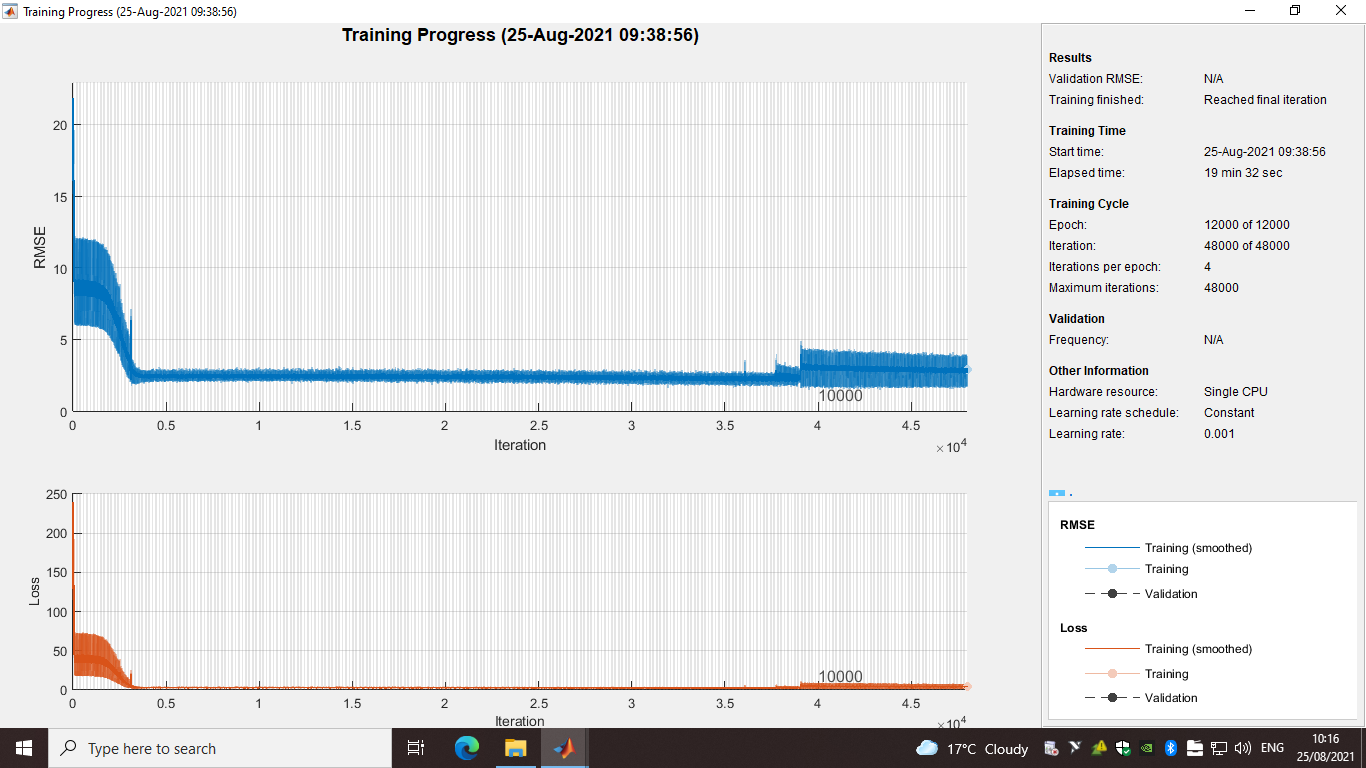 Training Progress (25-Aug-2021 09:38:56)
Training Progress (25-Aug-2021 09:38:56)
RMSE
20
15
10
5
0
10000
0 0.5 1 1.5 2 2.5 3 3.5 4 4.5
Iteration
×10^4
Loss
250
200
150
100
50
0
10000
0 0.5 1 1.5 2 2.5 3 3.5 4 4.5
Iteration
×10^4
Results
Validation RMSE: N/A
Training finished: Reached final iteration
Training Time
Start time: 25-Aug-2021 09:38:56
Elapsed time: 19 min 32 sec
Training Cycle
Epoch: 12000 of 12000
Iteration: 48000 of 48000
Iterations per epoch: 4
Maximum iterations: 48000
Validation
Frequency: N/A
Other Information
Hardware resource: Single CPU
Learning rate schedule: Constant
Learning rate: 0.001
RMSE
Training (smoothed)
Training
Validation
Loss
Training (smoothed)
Training
Validation
Type here to search
17°C Cloudy
ENG
10:16
25/08/2021